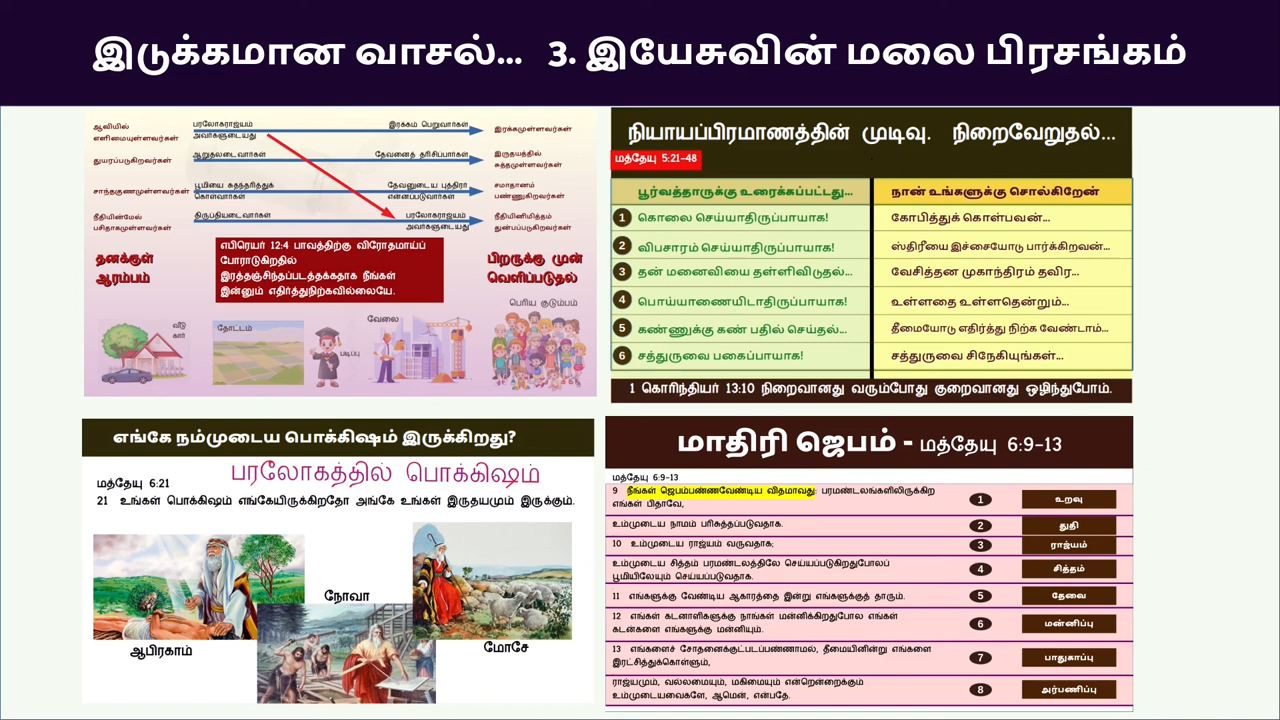 இடுக்கமான வாசல்... 3. இயேசுவின் மலை பிரசங்கம்
ஆவியில்
எளிமையுள்ளவர்கள்
பரலோகராஜ்யம்
அவர்களுடையது
இரக்கம் பெறுவார்கள்
இரக்கமுள்ளவர்கள்
துயரப்படுகிறவர்கள்
ஆறுதலடைவார்கள்
தேவனைத் தரிசிப்பார்கள்
இருதயத்தில்
சுத்தமுள்ளவர்கள்
சாந்தகுணமுள்ளவர்கள்
பூமியை சுதந்தரித்துக்
கொள்வார்கள்
தேவனுடைய புத்திரர்
என்னப்படுவார்கள்
சமாதானம்
பண்ணுகிறவர்கள்
நீதியின்மேல்
பசிதாகமுள்ளவர்கள்
திருப்தியடைவார்கள்
பரலோகராஜ்யம்
அவர்களுடையது
நீதியினிமித்தம்
துன்பப்படுகிறவர்கள்
தனக்குள்
ஆரம்பம்
எபிரெயர் 12:4 பாவத்திற்கு விரோதமாய்ப்
போராடுகிறதில்
இரத்தஞ்சிந்தப்படத்தக்கதாக நீங்கள்
இன்னும் எதிர்த்துநிற்கவில்லையே.
பிறருக்கு முன்
வெளிப்படுதல்
வீடு
கார்
தோட்டம்
படிப்பு
வேலை
பெரிய குடும்பம்
நியாயப்பிரமாணத்தின் முடிவு. நிறைவேறுதல்...
மத்தேயு 5:21-48
பூர்வத்தாருக்கு உரைக்கப்பட்டது... நான் உங்களுக்கு சொல்கிறேன்
1 கொலை செய்யாதிருப்பாயாக! கோபித்துக் கொள்பவன்...
2 விபசாரம் செய்யாதிருப்பாயாக! ஸ்திரீயை இச்சையோடு பார்க்கிறவன்...
3 தன் மனைவியை தள்ளிவிடுதல்... வேசித்தன முகாந்திரம் தவிர...
4 பொய்யாணையிடாதிருப்பாயாக! உள்ளதை உள்ளதென்றும்...
5 கண்ணுக்கு கண் பதில் செய்தல்... தீமையோடு எதிர்த்து நிற்க வேண்டாம்...
6 சத்துருவை பகைப்பாயாக! சத்துருவை சிநேகியுங்கள்...
1 கொரிந்தியர் 13:10 நிறைவானது வரும்போது குறைவானது ஒழிந்துபோம்.
எங்கே நம்முடைய பொக்கிஷம் இருக்கிறது?
பரலோகத்தில் பொக்கிஷம்
மத்தேயு 6:21
21 உங்கள் பொக்கிஷம் எங்கேயிருக்கிறதோ அங்கே உங்கள் இருதயமும் இருக்கும்.
ஆபிரகாம்
நோவா
மோசே
மாதிரி ஜெபம் - மத்தேயு 6:9-13
மத்தேயு 6:9-13
9 நீங்கள் ஜெபம்பண்ணவேண்டிய விதமாவது: பரமண்டலங்களிலிருக்கிற
எங்கள் பிதாவே,
1 உறவு
உம்முடைய நாமம் பரிசுத்தப்படுவதாக. 2 துதி
10 உம்முடைய ராஜ்யம் வருவதாக; 3 ராஜ்யம்
உம்முடைய சித்தம் பரமண்டலத்திலே செய்யப்படுகிறதுபோலப்
பூமியிலேயும் செய்யப்படுவதாக.
4 சித்தம்
11 எங்களுக்கு வேண்டிய ஆகாரத்தை இன்று எங்களுக்குத் தாரும். 5 தேவை
12 எங்கள் கடனாளிகளுக்கு நாங்கள் மன்னிக்கிறதுபோல எங்கள்
கடன்களை எங்களுக்கு மன்னியும்.
6 மன்னிப்பு
13 எங்களைச் சோதனைக்குட்படப்பண்ணாமல், தீமையினின்று எங்களை
இரட்சித்துக்கொள்ளும்,
7 பாதுகாப்பு
ராஜ்யமும், வல்லமையும், மகிமையும் என்றென்றைக்கும்
உம்முடையவைகளே, ஆமென், என்பதே.
8 அர்பணிப்பு